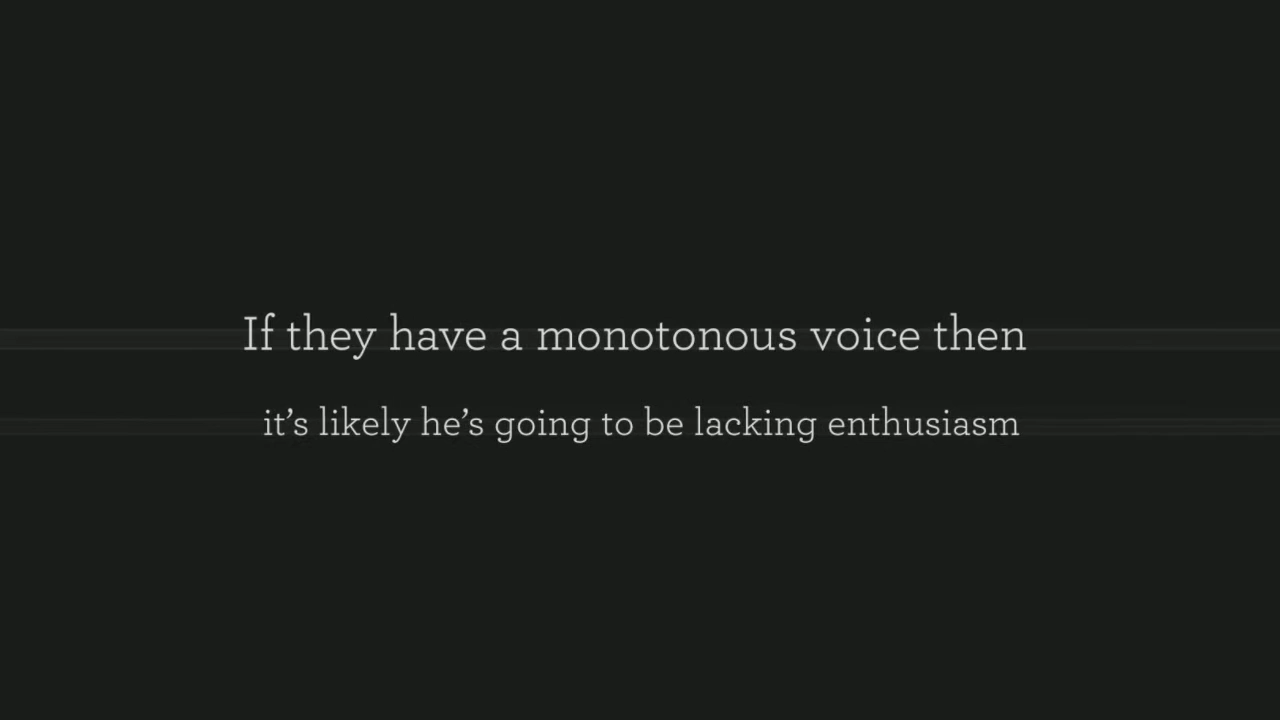 If they have a monotonous voice then
it’s likely he’s going to be lacking enthusiasm